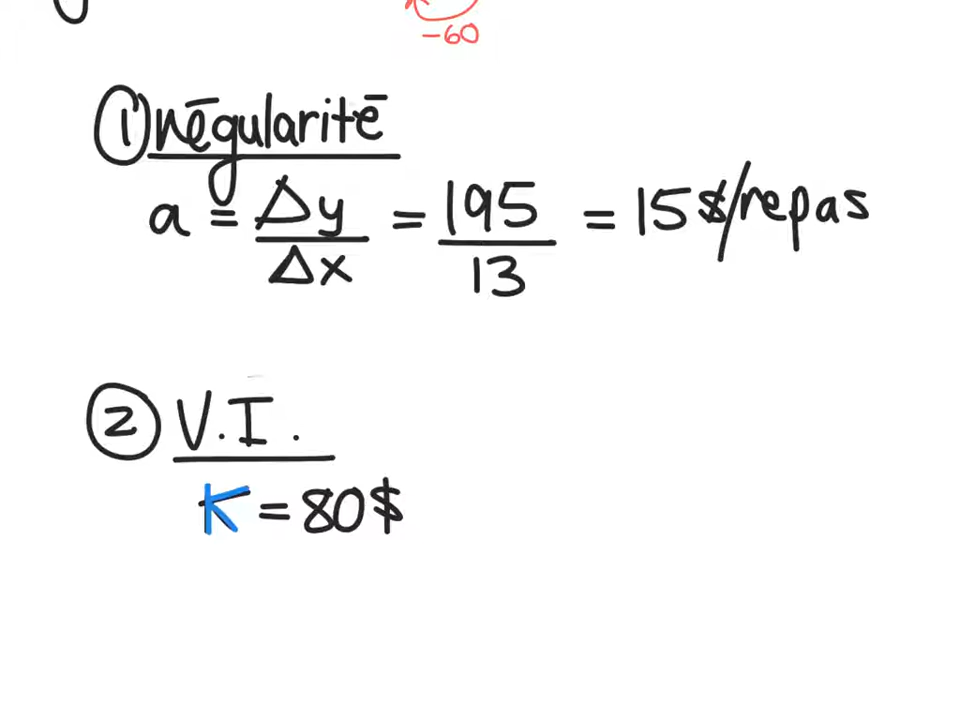 -60
① régularité
a = Δy/Δx = 195/13 = 15$/repas
② V.I.
K = 80$